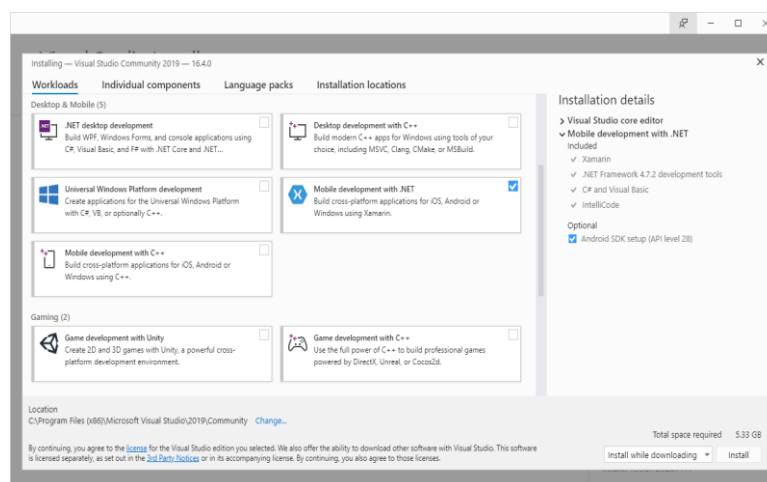 Installing — Visual Studio Community 2019 — 16.4.0
Workloads
Individual components
Language packs
Installation locations
Desktop & Mobile (5)
.NET desktop development
Build WPF, Windows Forms, and console applications using
C#, Visual Basic, and F# with .NET Core and .NET...
Desktop development with C++
Build modern C++ apps for Windows using tools of your
choice, including MSVC, Clang, CMake, or MSBuild.
Universal Windows Platform development
Create applications for the Universal Windows Platform
with C#, VB, or optionally C++.
Mobile development with .NET
Build cross-platform applications for iOS, Android or
Windows using Xamarin.
Mobile development with C++
Build cross-platform applications for iOS, Android or
Windows using C++.
Gaming (2)
Game development with Unity
Create 2D and 3D games with Unity, a powerful cross-
platform development environment.
Game development with C++
Use the full power of C++ to build professional games
powered by DirectX, Unreal, or Cocos2d.
Installation details
Visual Studio core editor
Mobile development with .NET
Included
Xamarin
.NET Framework 4.7.2 development tools
C# and Visual Basic
IntelliCode
Optional
Android SDK setup (API level 28)
Location
C:\Program Files (x86)\Microsoft Visual Studio\2019\Community Change...
By continuing, you agree to the license for the Visual Studio edition you selected. We also offer the ability to download other software with Visual Studio. This software
is licensed separately, as set out in the 3rd Party Notices or in its accompanying license. By continuing, you also agree to those licenses.
Total space required 5.33 GB
Install while downloading
Install